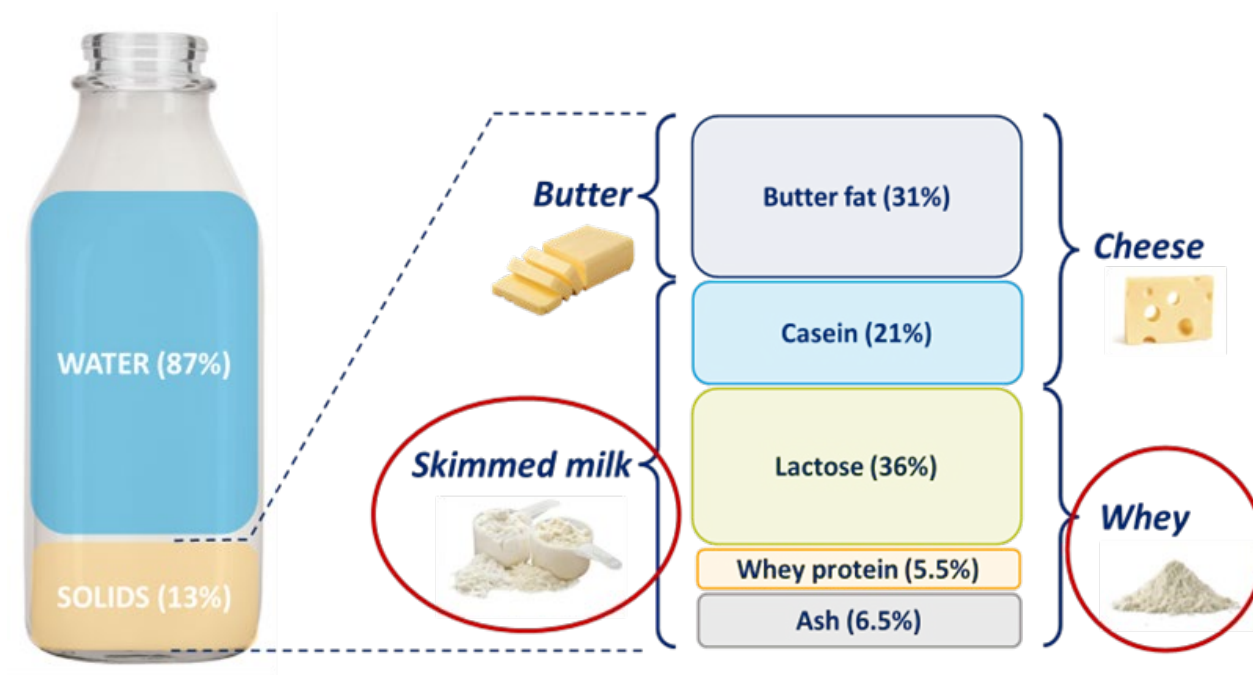 WATER (87%)
SOLIDS (13%)
Butter
Skimmed milk
Butter fat (31%)
Casein (21%)
Lactose (36%)
Whey protein (5.5%)
Ash (6.5%)
Cheese
Whey